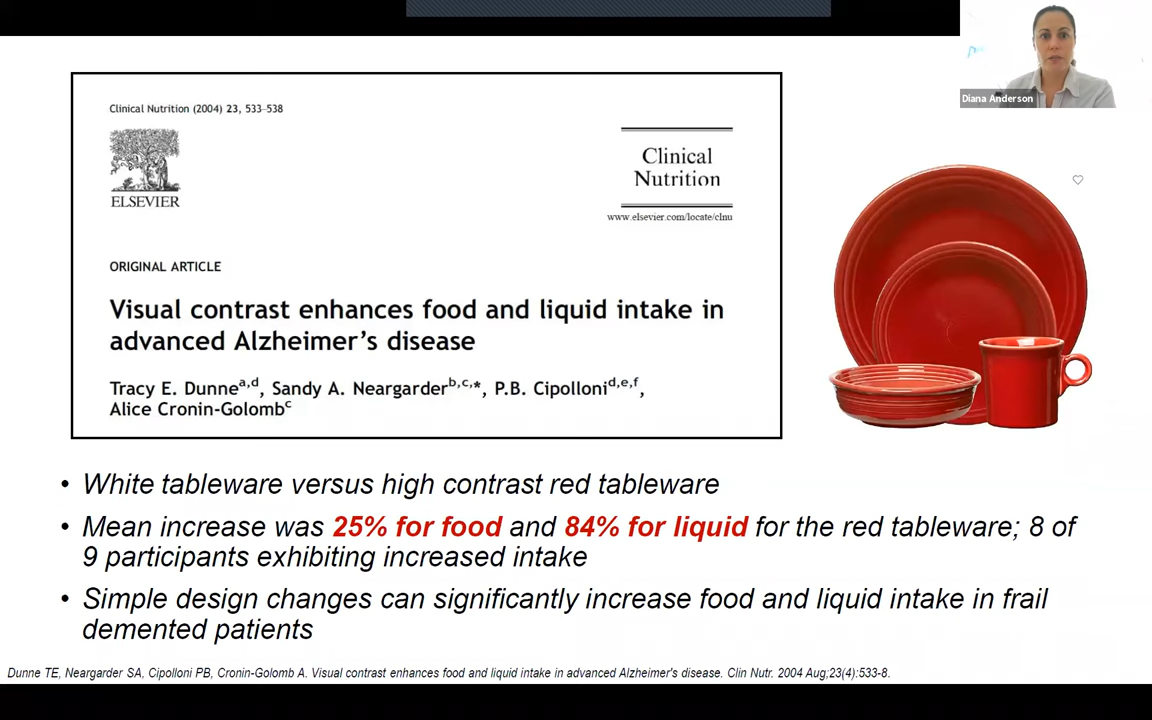 Diana Anderson
Clinical Nutrition (2004) 23, 533–538
ELSEVIER
Clinical
Nutrition
www.elsevier.com/locate/clnu
ORIGINAL ARTICLE
Visual contrast enhances food and liquid intake in
advanced Alzheimer's disease
Tracy E. Dunneᵃ,ᵈ, Sandy A. Neargarderᵇ,ᶜ,*, P.B. Cipolloniᵈ,ᵉ,ᶠ,
Alice Cronin-Golombᶜ
• White tableware versus high contrast red tableware
• Mean increase was 25% for food and 84% for liquid for the red tableware; 8 of
9 participants exhibiting increased intake
• Simple design changes can significantly increase food and liquid intake in frail
demented patients
Dunne TE, Neargarder SA, Cipolloni PB, Cronin-Golomb A. Visual contrast enhances food and liquid intake in advanced Alzheimer's disease. Clin Nutr. 2004 Aug;23(4):533-8.